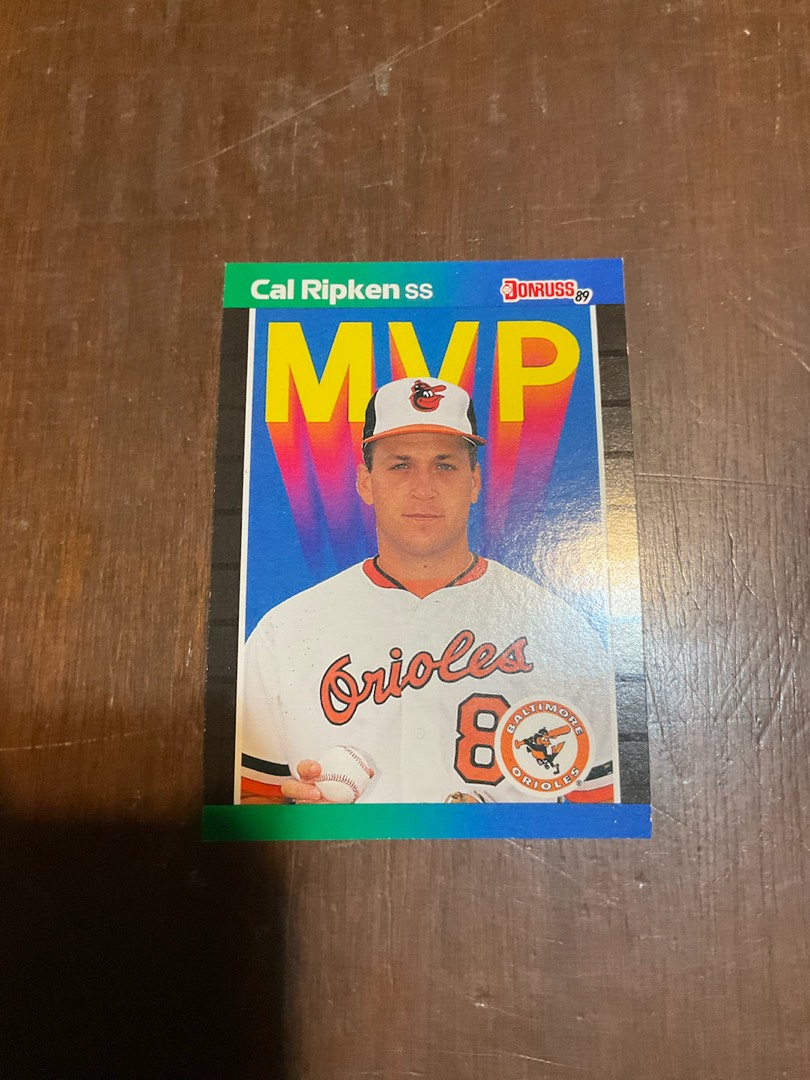 Cal Ripken SS DONRUSS 89
MVP
Orioles
8
BALTIMORE
ORIOLES